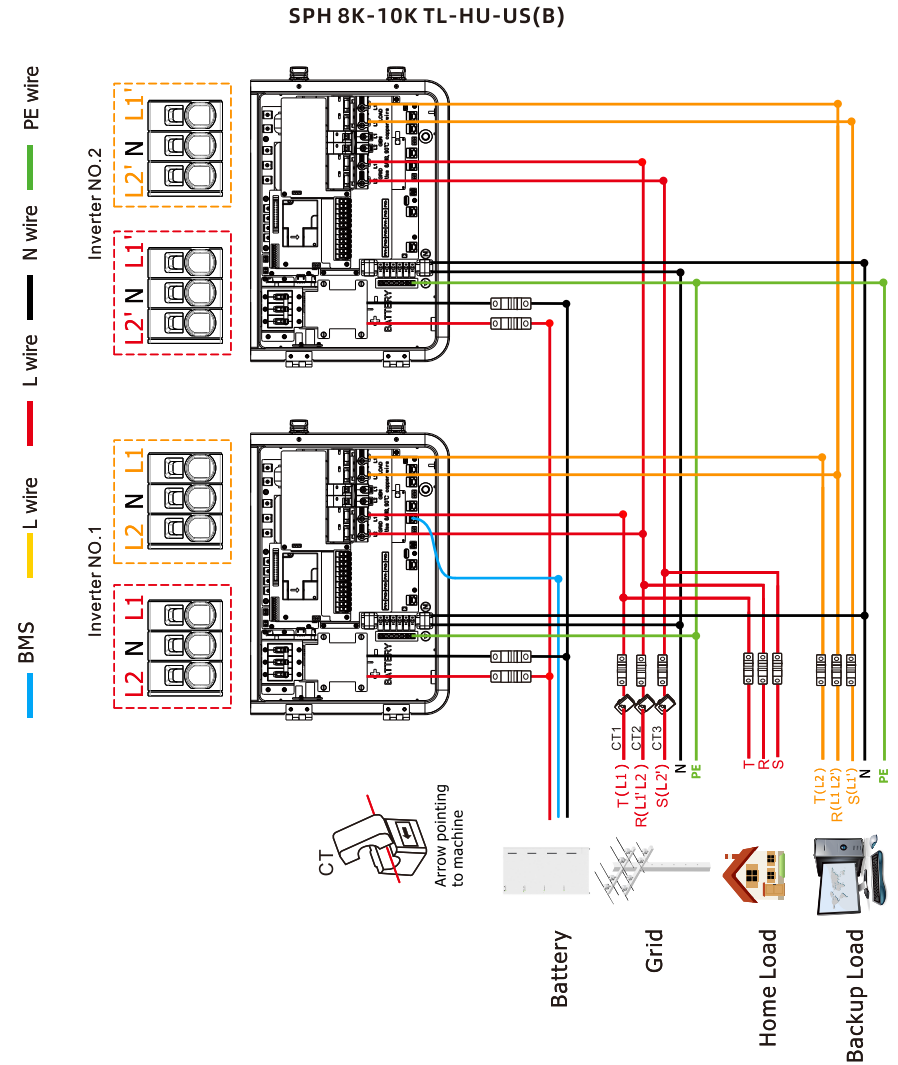 SPH 8K-10K TL-HU-US(B)
BMS
L wire
L wire
N wire
PE wire
Inverter NO.2
L2' N L1'
L2' N L1'
BATTERY
Inverter NO.1
L2 N L1
L2 N L1
BATTERY
CT
Arrow pointing
to machine
CT1
CT2
CT3
T(L1)
R(L1' L2)
S(L2')
N
PE
T
R
S
T(L2)
R(L1 L2')
S(L1')
N
PE
Battery
Grid
Home Load
Backup Load